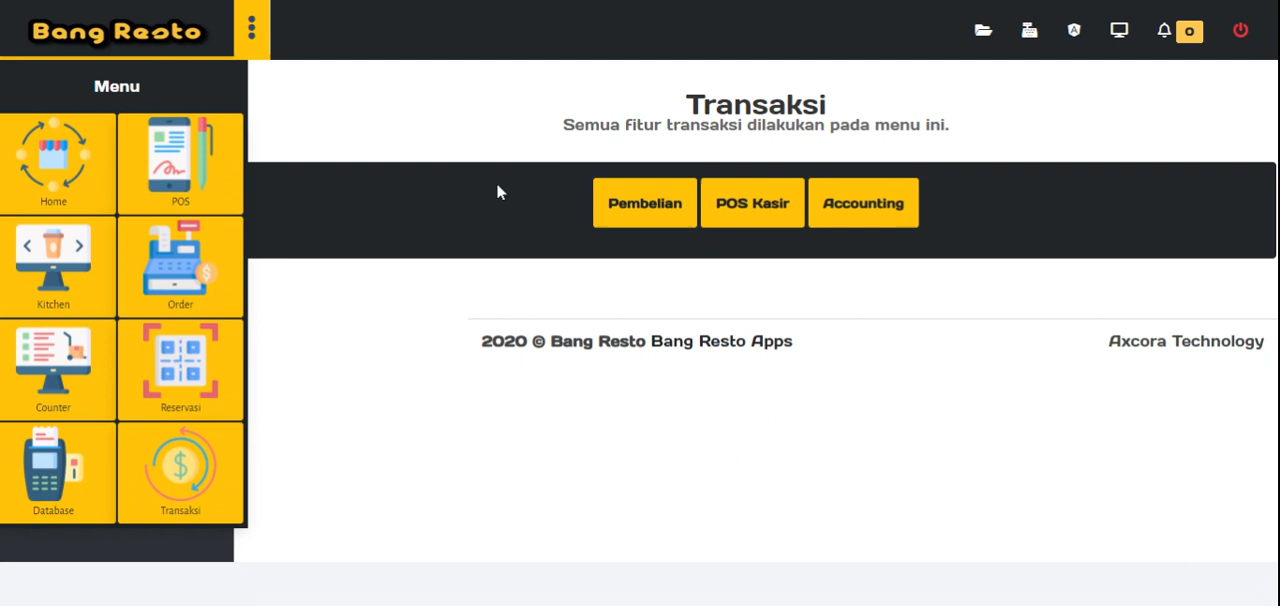 Bang Resto
0
Menu
Home
POS
Kitchen
Order
Counter
Reservasi
Database
Transaksi
Transaksi
Semua fitur transaksi dilakukan pada menu ini.
Pembelian
POS Kasir
Accounting
2020 © Bang Resto Bang Resto Apps
Axcora Technology